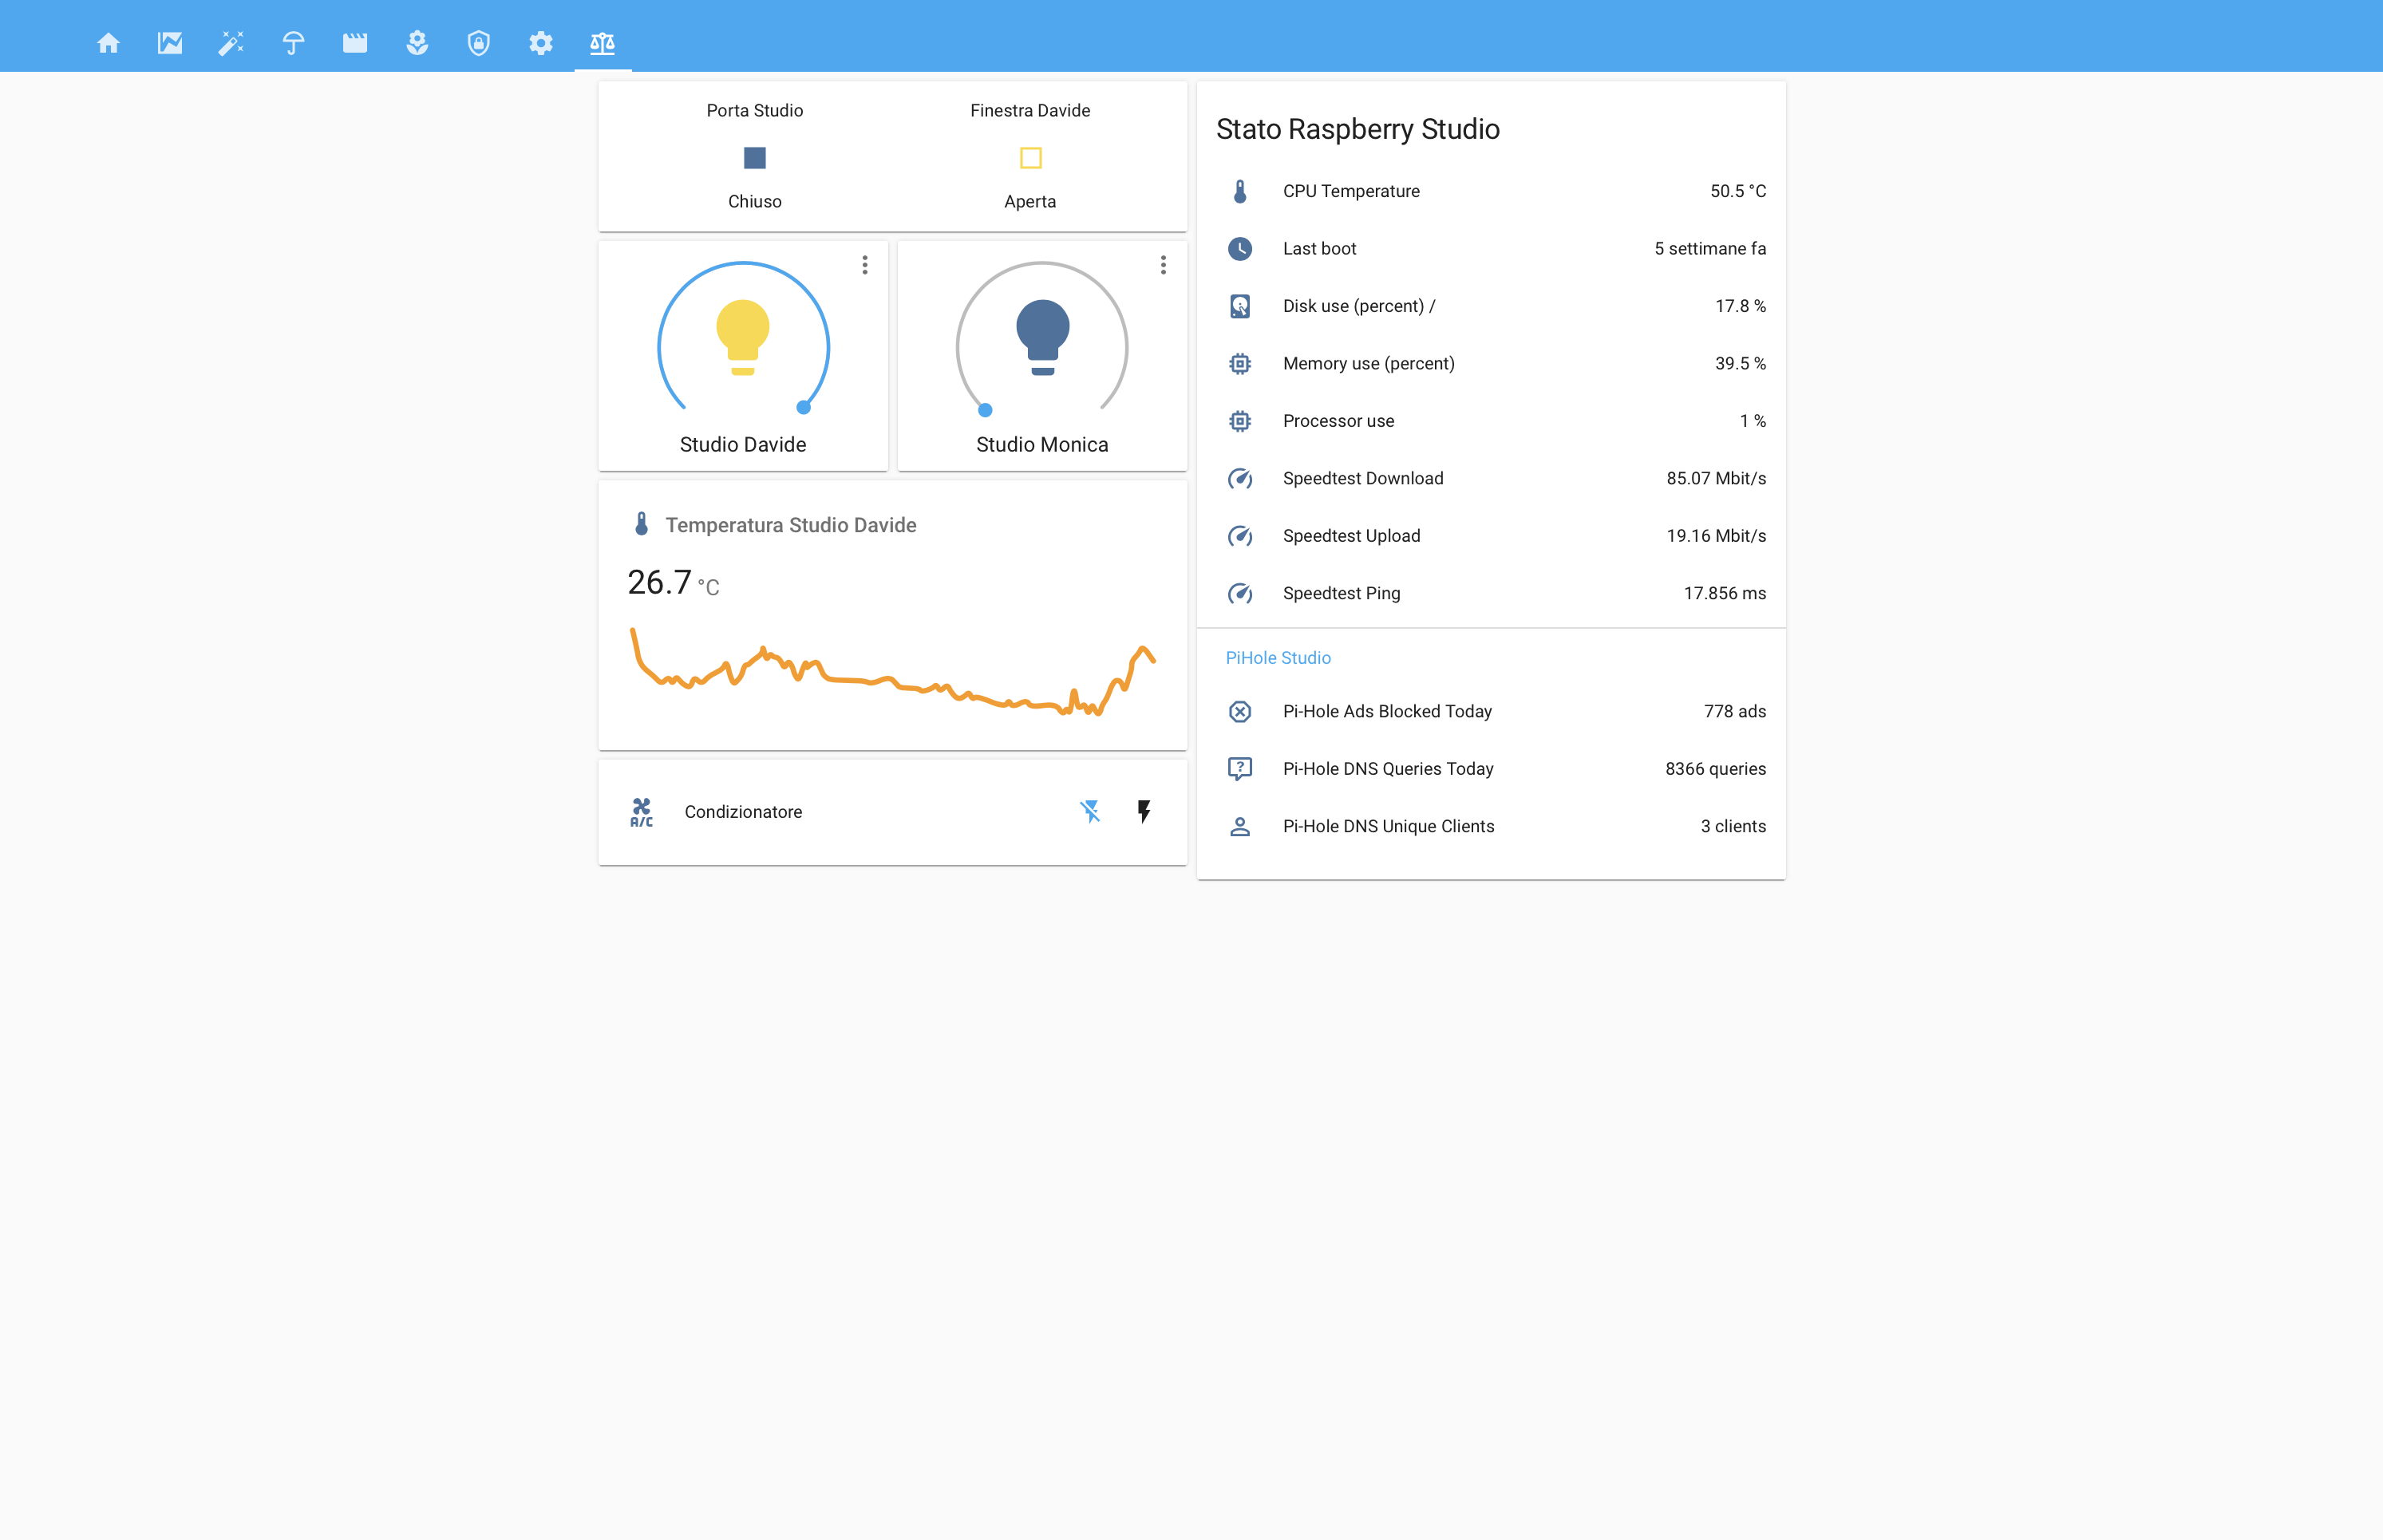 Porta Studio
Finestra Davide
Chiuso
Aperta
Studio Davide
Studio Monica
Temperatura Studio Davide
26.7 °C
A/C Condizionatore
Stato Raspberry Studio
CPU Temperature 50.5 °C
Last boot 5 settimane fa
Disk use (percent) / 17.8 %
Memory use (percent) 39.5 %
Processor use 1 %
Speedtest Download 85.07 Mbit/s
Speedtest Upload 19.16 Mbit/s
Speedtest Ping 17.856 ms
PiHole Studio
Pi-Hole Ads Blocked Today 778 ads
Pi-Hole DNS Queries Today 8366 queries
Pi-Hole DNS Unique Clients 3 clients